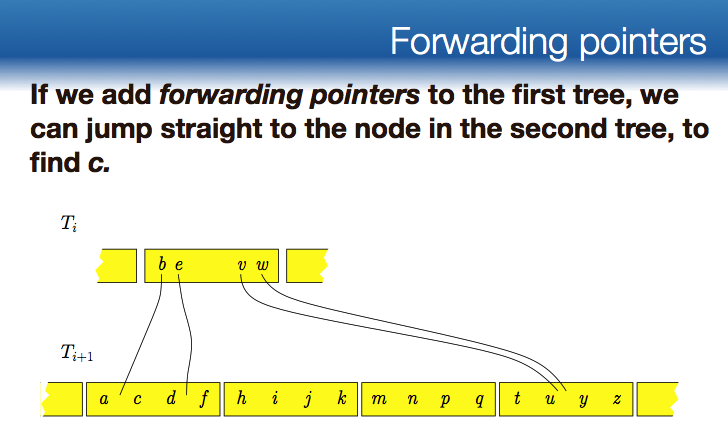 Forwarding pointers
If we add forwarding pointers to the first tree, we
can jump straight to the node in the second tree, to
find c.
T_i
b e v w
T_{i+1}
a c d f h i j k m n p q t u y z